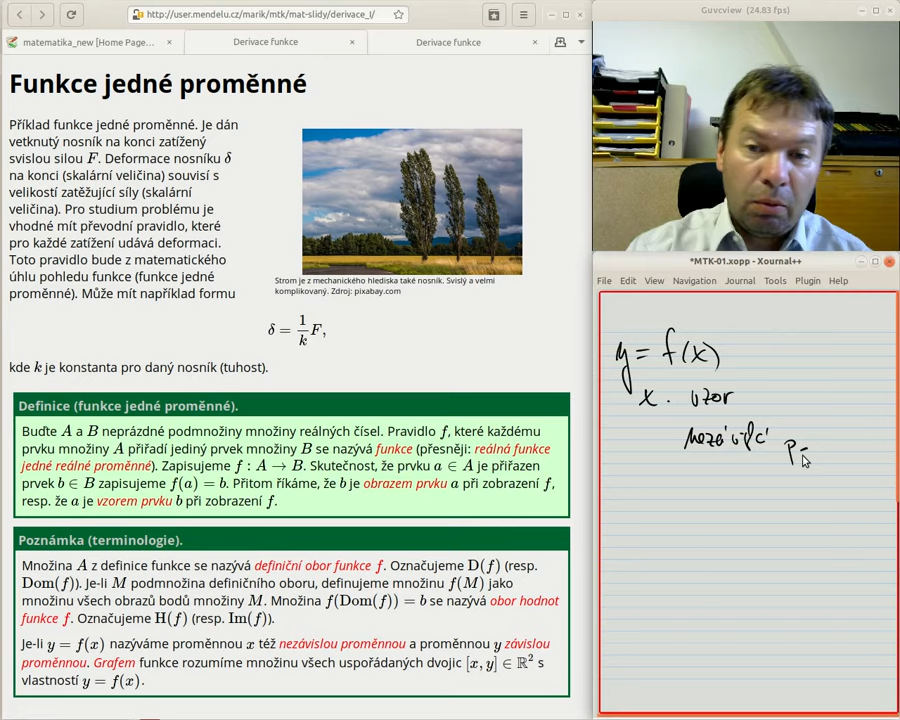 http://user.mendelu.cz/marik/mtk/mat-slidy/derivace_I/
matematika_new [Home Page...
Derivace funkce
Derivace funkce
Funkce jedné proměnné
Příklad funkce jedné proměnné. Je dán
vetknutý nosník na konci zatížený
svislou silou F. Deformace nosníku δ
na konci (skalární veličina) souvisí s
velikostí zatěžující síly (skalární
veličina). Pro studium problému je
vhodné mít převodní pravidlo, které
pro každé zatížení udává deformaci.
Toto pravidlo bude z matematického
úhlu pohledu funkce (funkce jedné
proměnné). Může mít například formu
Strom je z mechanického hlediska také nosník. Svislý a velmi
komplikovaný. Zdroj: pixabay.com
δ = 1/k F,
kde k je konstanta pro daný nosník (tuhost).
Definice (funkce jedné proměnné).
Buďte A a B neprázdné podmnožiny množiny reálných čísel. Pravidlo f, které každému
prvku množiny A přiřadí jediný prvek množiny B se nazývá funkce (přesněji: reálná funkce
jedné reálné proměnné). Zapisujeme f : A → B. Skutečnost, že prvku a ∈ A je přiřazen
prvek b ∈ B zapisujeme f(a) = b. Přitom říkáme, že b je obrazem prvku a při zobrazení f,
resp. že a je vzorem prvku b při zobrazení f.
Poznámka (terminologie).
Množina A z definice funkce se nazývá definiční obor funkce f. Označujeme D(f) (resp.
Dom(f)). Je-li M podmnožina definičního oboru, definujeme množinu f(M) jako
množinu všech obrazů bodů množiny M. Množina f(Dom(f)) = b se nazývá obor hodnot
funkce f. Označujeme H(f) (resp. Im(f)).
Je-li y = f(x) nazýváme proměnnou x též nezávislou proměnnou a proměnnou y závislou
proměnnou. Grafem funkce rozumíme množinu všech uspořádaných dvojic [x, y] ∈ ℝ² s
vlastností y = f(x).
Guvcview (24.83 fps)
*MTK-01.xopp - Xournal++
File Edit View Navigation Journal Tools Plugin Help
y = f(x)
x . vzor